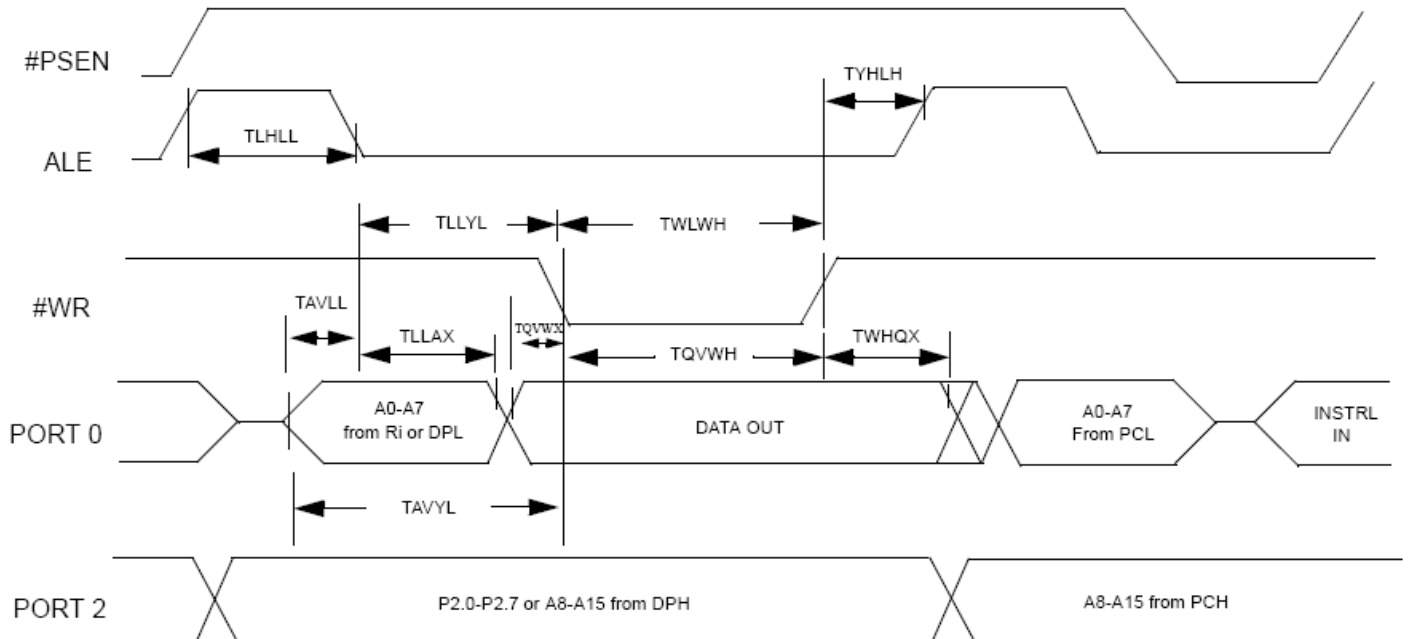 #PSEN
TYHLH
TLHLL
ALE
TLLYL
TWLWH
#WR
TAVLL
TLLAX
TQVWX
TQVWH
TWHQX
PORT 0
A0-A7
from Ri or DPL
DATA OUT
A0-A7
From PCL
INSTRL
IN
TAVYL
PORT 2
P2.0-P2.7 or A8-A15 from DPH
A8-A15 from PCH